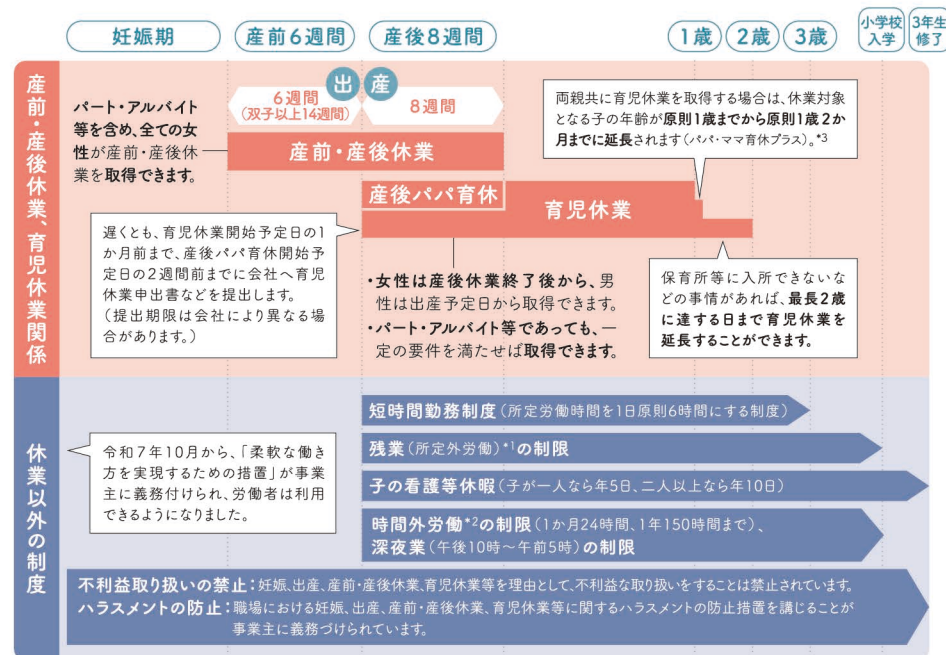 妊娠期
産前6週間
産後8週間
1歳
2歳
3歳
小学校
入学
3年生
修了
産前・産後休業、育児休業関係
パート・アルバイト
等を含め、全ての女
性が産前・産後休
業を取得できます。
出産
6週間
(双子以上14週間)
8週間
産前・産後休業
両親共に育児休業を取得する場合は、休業対象
となる子の年齢が原則1歳までから原則1歳2か
月までに延長されます(パパ・ママ育休プラス)。*3
産後パパ育休
育児休業
遅くとも、育児休業開始予定日の1
か月前まで、産後パパ育休開始予
定日の2週間前までに会社へ育児
休業申出書などを提出します。
(提出期限は会社により異なる場
合があります。)
・女性は産後休業終了後から、男
性は出産予定日から取得できます。
・パート・アルバイト等であっても、一
定の要件を満たせば取得できます。
保育所等に入所できないな
どの事情があれば、最長2歳
に達する日まで育児休業を
延長することができます。
休業以外の制度
令和7年10月から、「柔軟な働き
方を実現するための措置」が事業
主に義務付けられ、労働者は利用
できるようになりました。
短時間勤務制度(所定労働時間を1日原則6時間にする制度)
残業(所定外労働)*1の制限
子の看護等休暇(子が一人なら年5日、二人以上なら年10日)
時間外労働*2の制限(1か月24時間、1年150時間まで)、
深夜業(午後10時~午前5時)の制限
不利益取り扱いの禁止:妊娠、出産、産前・産後休業、育児休業等を理由として、不利益な取り扱いをすることは禁止されています。
ハラスメントの防止:職場における妊娠、出産、産前・産後休業、育児休業等に関するハラスメントの防止措置を講じることが
事業主に義務づけられています。